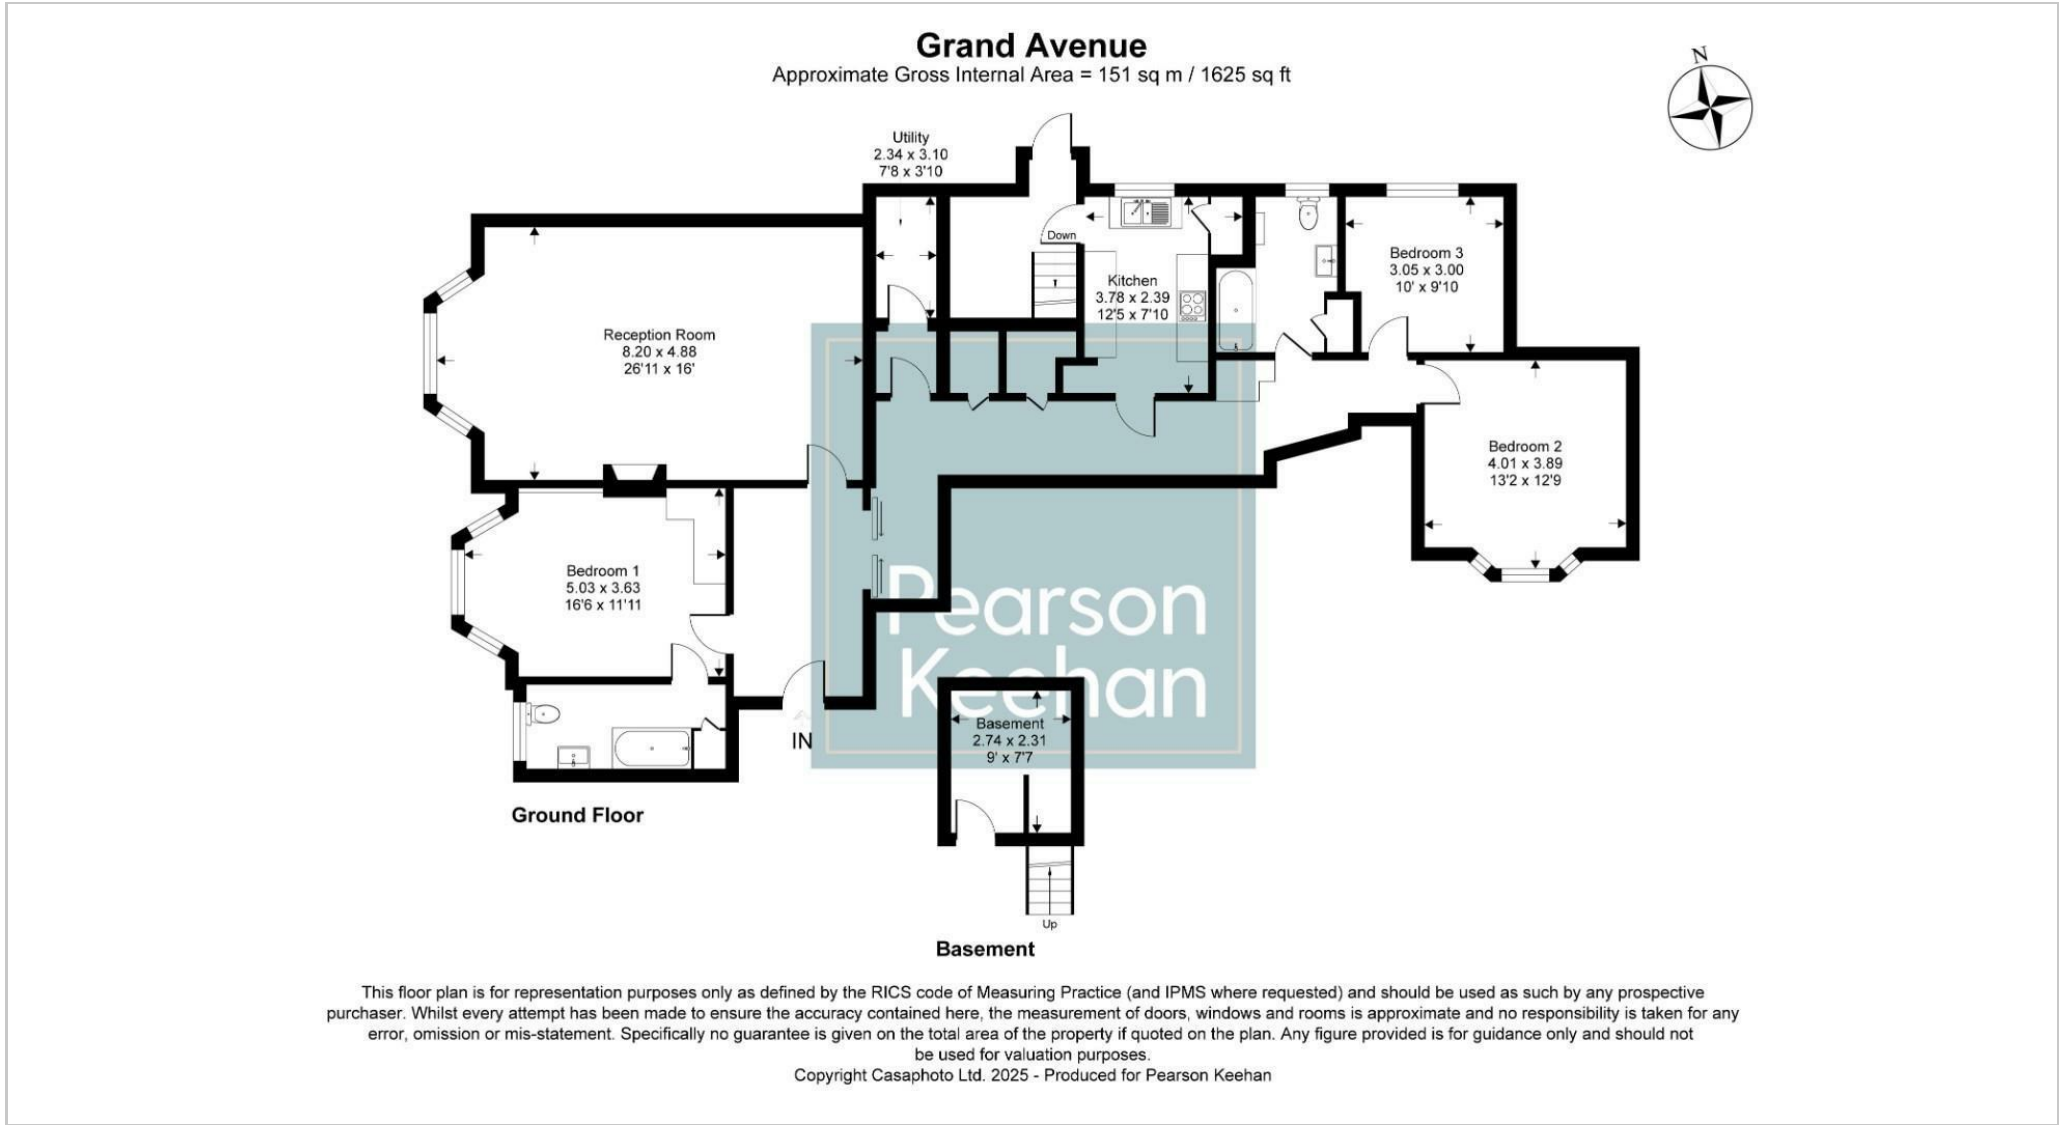 Grand Avenue
Approximate Gross Internal Area = 151 sq m / 1625 sq ft
N
Utility
2.34 x 3.10
7'8 x 3'10
Down
Kitchen
3.78 x 2.39
12'5 x 7'10
Bedroom 3
3.05 x 3.00
10' x 9'10
Reception Room
8.20 x 4.88
26'11 x 16'
Bedroom 2
4.01 x 3.89
13'2 x 12'9
Bedroom 1
5.03 x 3.63
16'6 x 11'11
Pearson
Keehan
IN
Basement
2.74 x 2.31
9' x 7'7
Ground Floor
Up
Basement
This floor plan is for representation purposes only as defined by the RICS code of Measuring Practice (and IPMS where requested) and should be used as such by any prospective
purchaser. Whilst every attempt has been made to ensure the accuracy contained here, the measurement of doors, windows and rooms is approximate and no responsibility is taken for any
error, omission or mis-statement. Specifically no guarantee is given on the total area of the property if quoted on the plan. Any figure provided is for guidance only and should not
be used for valuation purposes.
Copyright Casaphoto Ltd. 2025 - Produced for Pearson Keehan